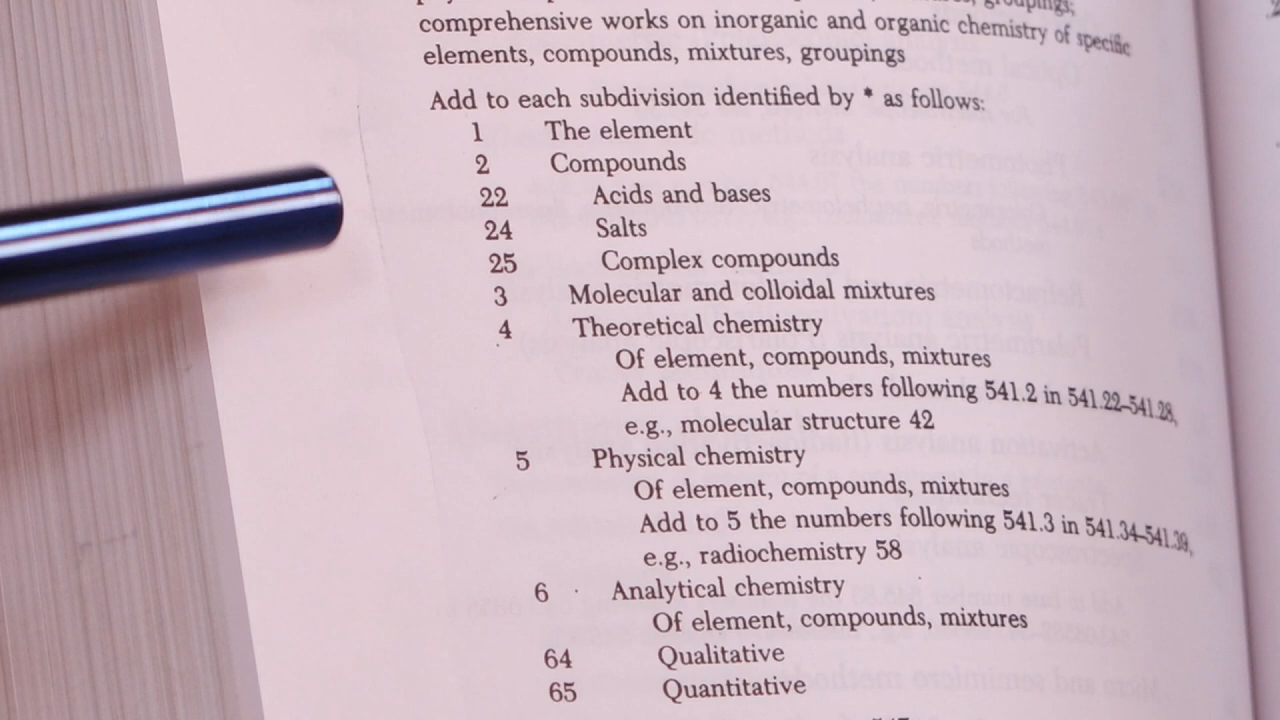 groupings;
comprehensive works on inorganic and organic chemistry of specific
elements, compounds, mixtures, groupings
Add to each subdivision identified by * as follows:
1 The element
2 Compounds
22 Acids and bases
24 Salts
25 Complex compounds
3 Molecular and colloidal mixtures
4 Theoretical chemistry
Of element, compounds, mixtures
Add to 4 the numbers following 541.2 in 541.22–541.28,
e.g., molecular structure 42
5 Physical chemistry
Of element, compounds, mixtures
Add to 5 the numbers following 541.3 in 541.34–541.39,
e.g., radiochemistry 58
6 Analytical chemistry
Of element, compounds, mixtures
64 Qualitative
65 Quantitative